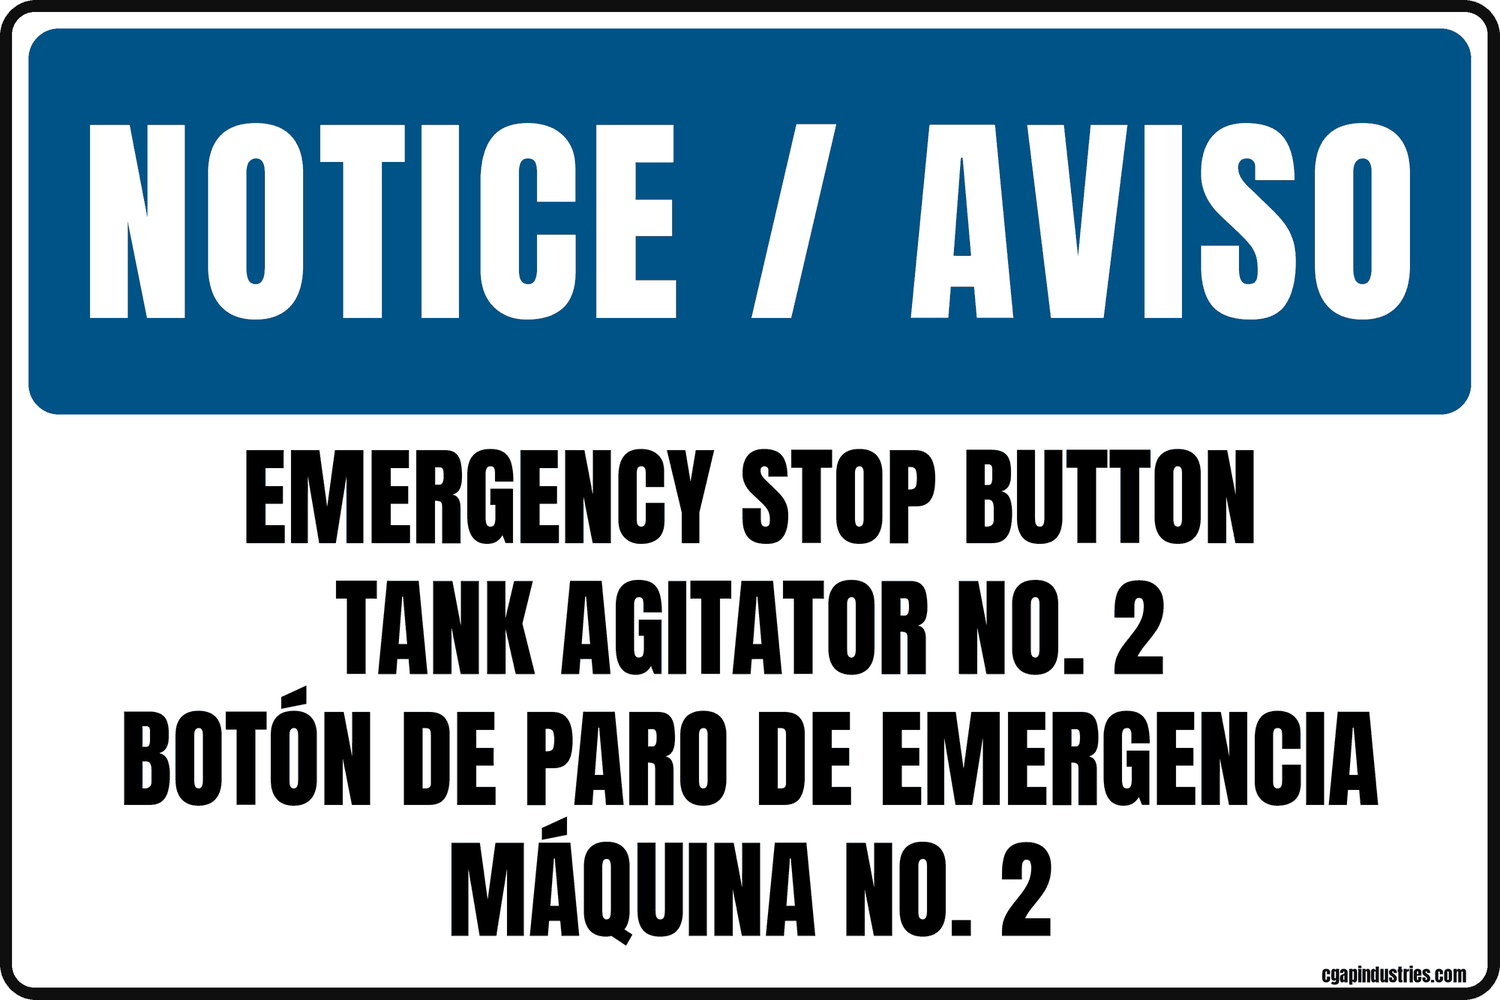 NOTICE / AVISO
EMERGENCY STOP BUTTON
TANK AGITATOR NO. 2
BOTÓN DE PARO DE EMERGENCIA
MÁQUINA NO. 2
cgapindustries.com